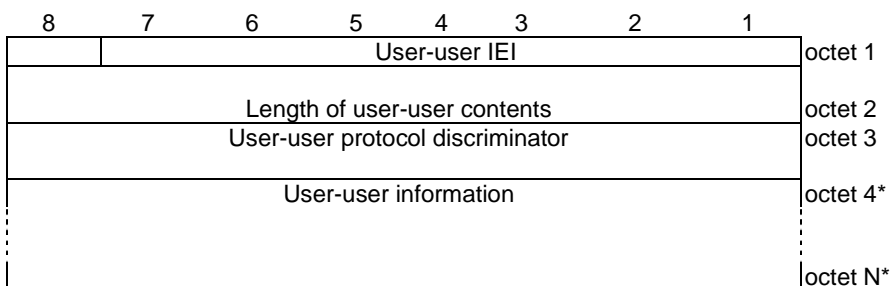 8 7 6 5 4 3 2 1
User-user IEI octet 1
Length of user-user contents octet 2
User-user protocol discriminator octet 3
User-user information octet 4*
octet N*